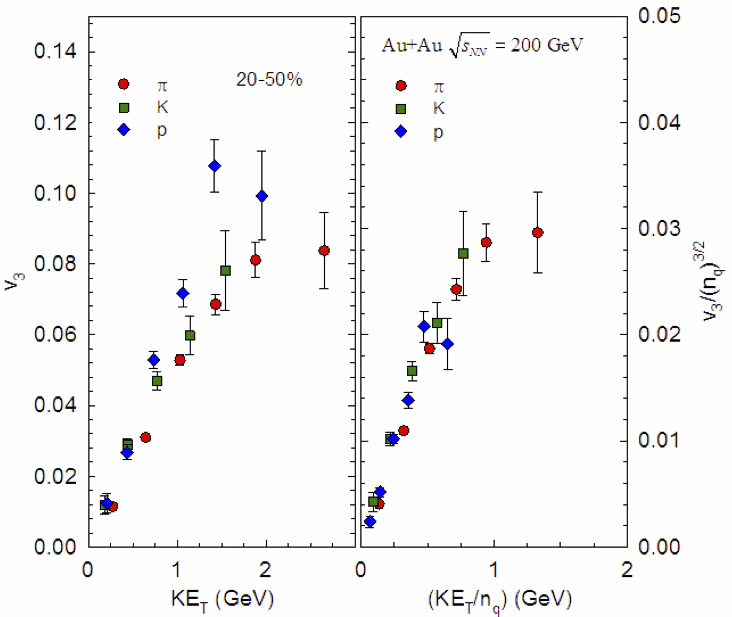 0.14
0.12
0.10
0.08
0.06
0.04
0.02
0.00
v3
π
K
p
20-50%
0 1 2
KET (GeV)
Au+Au √sNN = 200 GeV
π
K
p
0 1 2
(KET/nq) (GeV)
0.05
0.04
0.03
0.02
0.01
0.00
v3/(nq)3/2